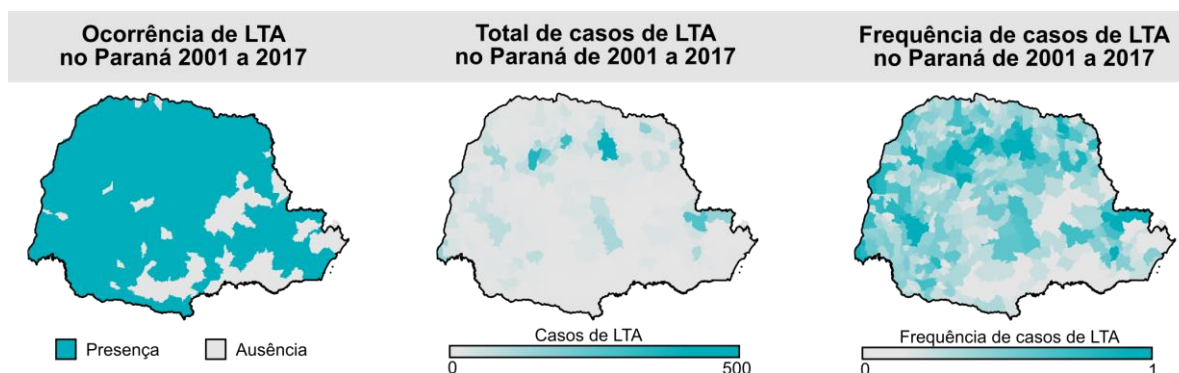 Ocorrência de LTA
no Paraná 2001 a 2017
Total de casos de LTA
no Paraná de 2001 a 2017
Frequência de casos de LTA
no Paraná de 2001 a 2017
Presença
Ausência
Casos de LTA
0
500
Frequência de casos de LTA
0
1